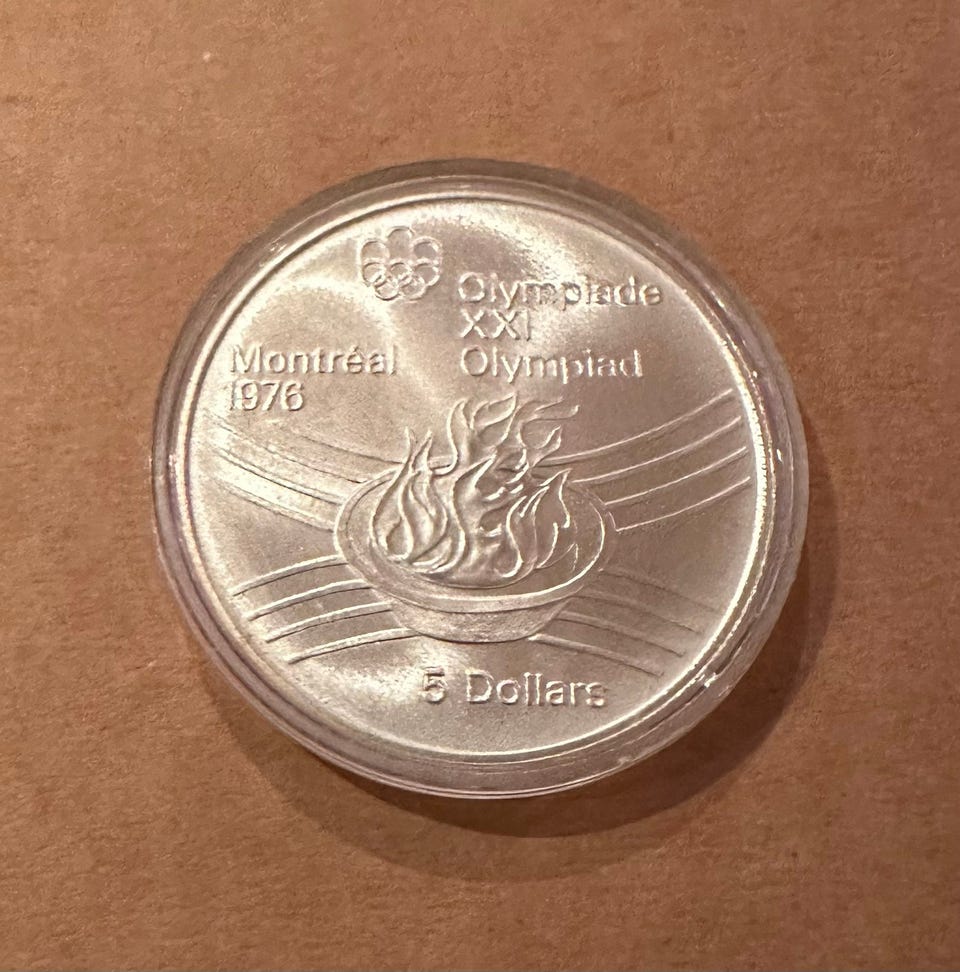 Olympiade
XXI
Olympiad
Montréal
1976
5 Dollars